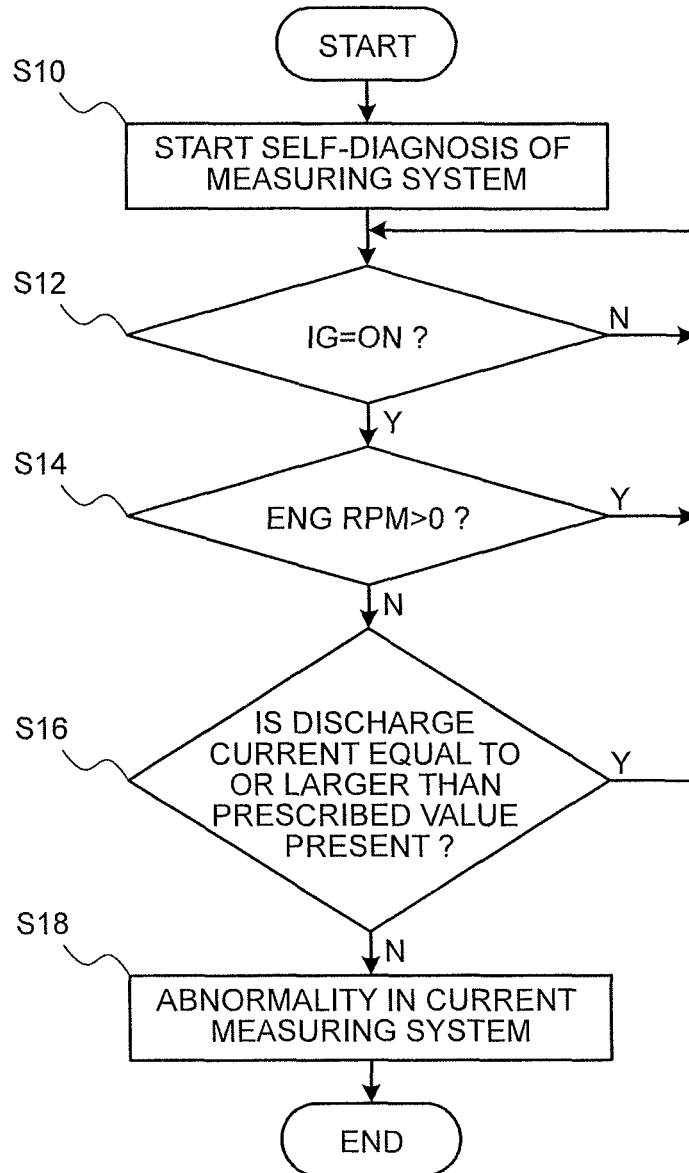 START
S10
START SELF-DIAGNOSIS OF
MEASURING SYSTEM
S12
IG=ON ?
N
Y
S14
ENG RPM>0 ?
Y
N
S16
IS DISCHARGE
CURRENT EQUAL TO
OR LARGER THAN
PRESCRIBED VALUE
PRESENT ?
Y
N
S18
ABNORMALITY IN CURRENT
MEASURING SYSTEM
END